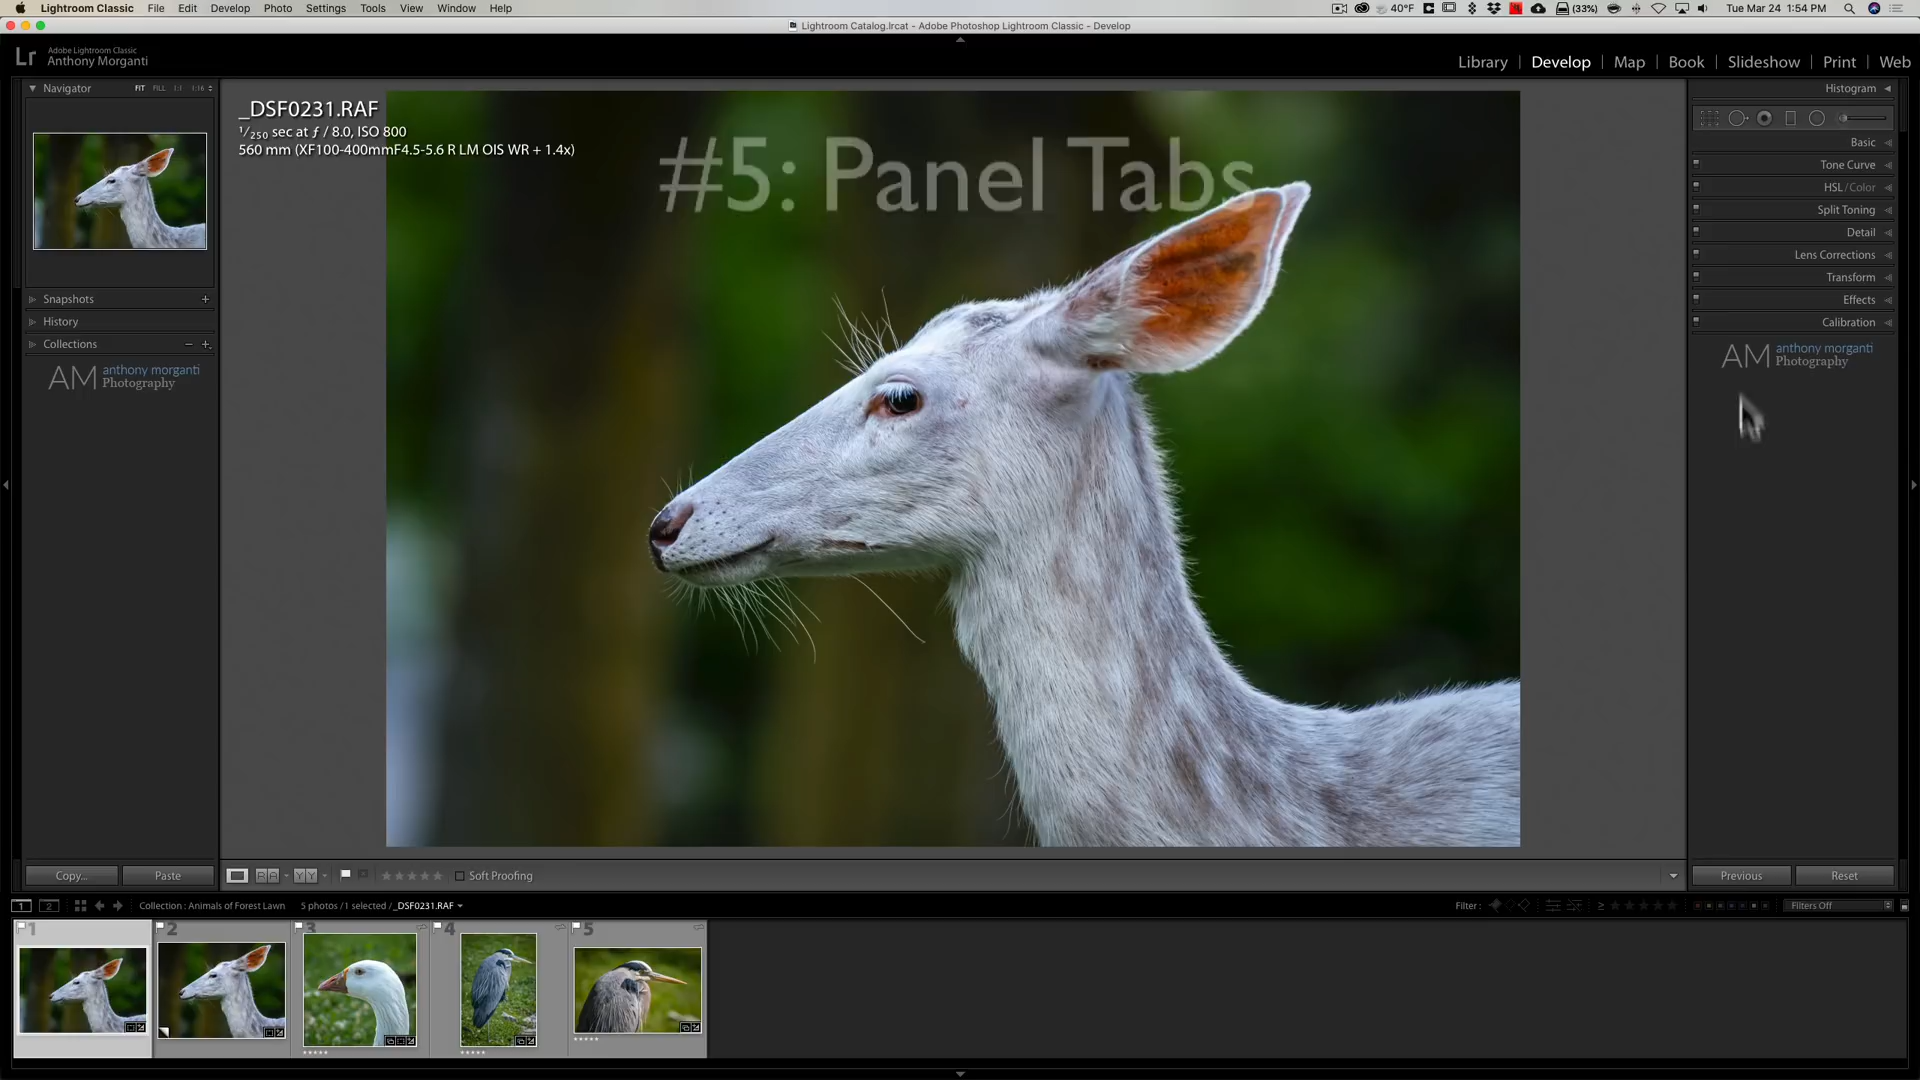 Lightroom Classic File Edit Develop Photo Settings Tools View Window Help
40°F (33%) Tue Mar 24 1:54 PM
Lightroom Catalog.lrcat - Adobe Photoshop Lightroom Classic - Develop
Lr Adobe Lightroom Classic
Anthony Morganti
Library | Develop | Map | Book | Slideshow | Print | Web
Navigator FIT FILL 1:1 1:16
Histogram
_DSF0231.RAF
1/250 sec at ƒ / 8.0, ISO 800
560 mm (XF100-400mmF4.5-5.6 R LM OIS WR + 1.4x)
#5: Panel Tabs
Basic
Tone Curve
HSL / Color
Split Toning
Detail
Lens Corrections
Transform
Effects
Calibration
AM anthony morganti
Photography
Snapshots +
History
Collections − +
AM anthony morganti
Photography
Copy... Paste
R A Y Y Soft Proofing
Previous Reset
1 2 Collection : Animals of Forest Lawn 5 photos / 1 selected / _DSF0231.RAF
Filter : ≥ Filters Off
1 2 3 4 5